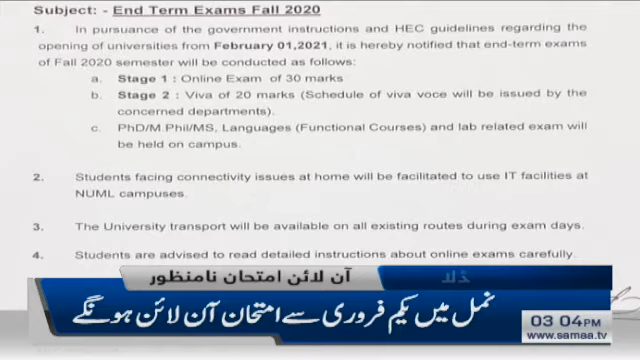 Subject: - End Term Exams Fall 2020
1. In pursuance of the government instructions and HEC guidelines regarding the
opening of universities from February 01,2021, it is hereby notified that end-term exams
of Fall 2020 semester will be conducted as follows:
a. Stage 1 : Online Exam of 30 marks
b. Stage 2 : Viva of 20 marks (Schedule of viva voce will be issued by the
concerned departments).
c. PhD/M.Phil/MS, Languages (Functional Courses) and lab related exam will
be held on campus.
2. Students facing connectivity issues at home will be facilitated to use IT facilities at
NUML campuses.
3. The University transport will be available on all existing routes during exam days.
4. Students are advised to read detailed instructions about online exams carefully.
آن لائن امتحان نامنظور
نمل میں یکم فروری سے امتحان آن لائن ہونگے
03 04PM
www.samaa.tv